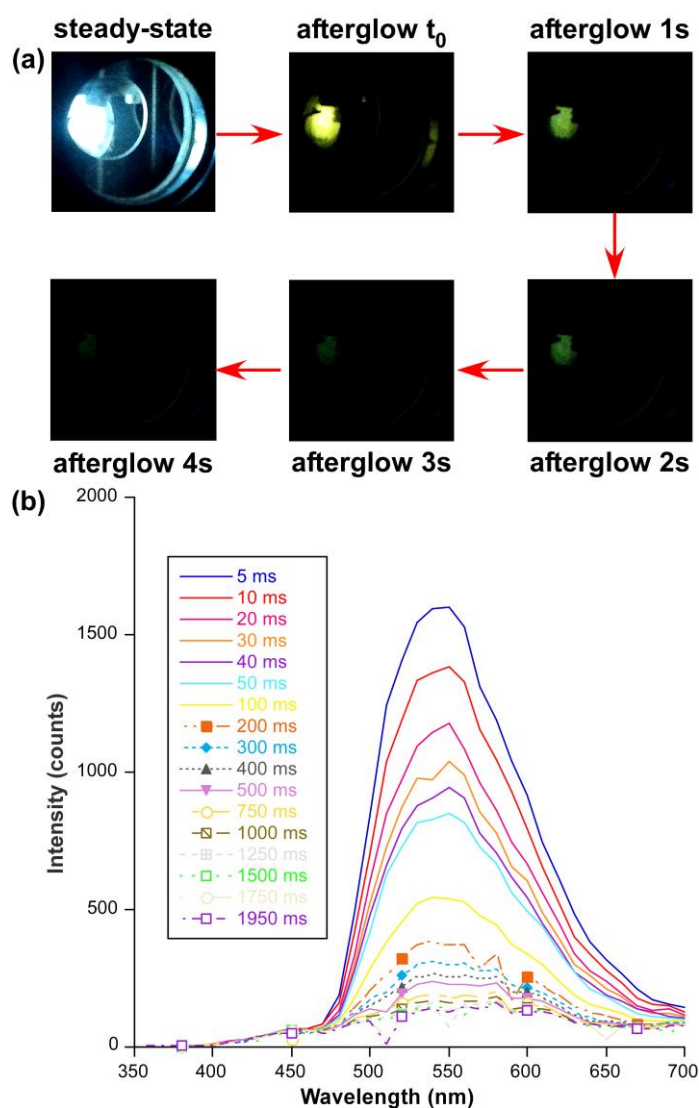 steady-state
afterglow t0
afterglow 1s
(a)
afterglow 4s
afterglow 3s
afterglow 2s
(b)
2000
1500
1000
500
0
Intensity (counts)
5 ms
10 ms
20 ms
30 ms
40 ms
50 ms
100 ms
200 ms
300 ms
400 ms
500 ms
750 ms
1000 ms
1250 ms
1500 ms
1750 ms
1950 ms
350
400
450
500
550
600
650
700
Wavelength (nm)